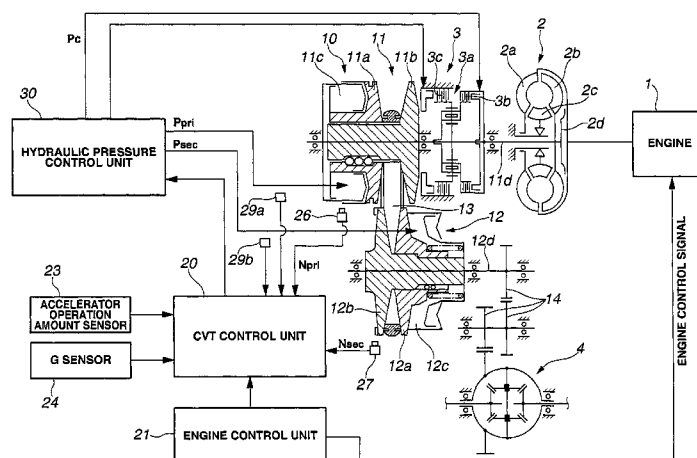 Pc
10
11
3
2
11c
11a
11b
3c
3a
2a
2b
30
3b
2c
1
2d
Ppri
HYDRAULIC PRESSURE
CONTROL UNIT
Psec
ENGINE
11d
29a
26
13
12
29b
Npri
12d
23
20
ACCELERATOR
OPERATION
AMOUNT SENSOR
CVT CONTROL UNIT
12b
14
ENGINE CONTROL SIGNAL
G SENSOR
Nsec
24
27
12a
12c
4
21
ENGINE CONTROL UNIT